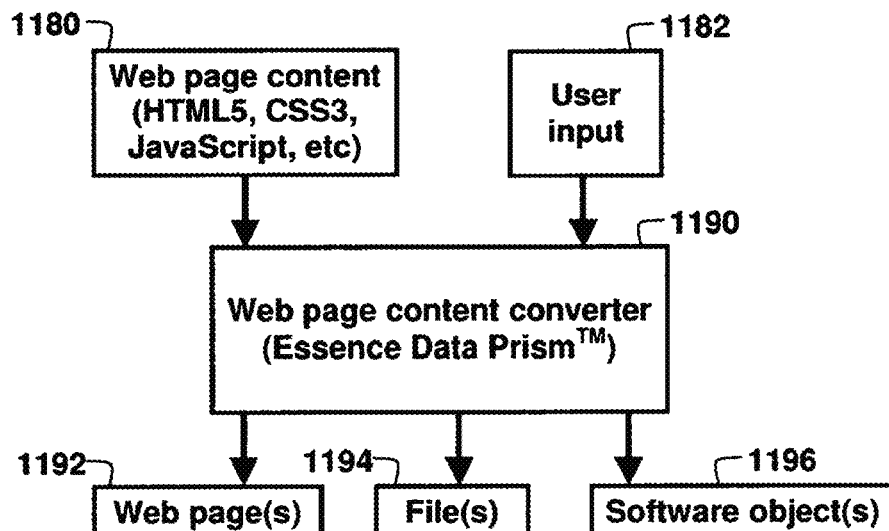 1180
1182
Web page content
(HTML5, CSS3,
JavaScript, etc)
User
input
1190
Web page content converter
(Essence Data Prism™)
1192
1194
1196
Web page(s)
File(s)
Software object(s)